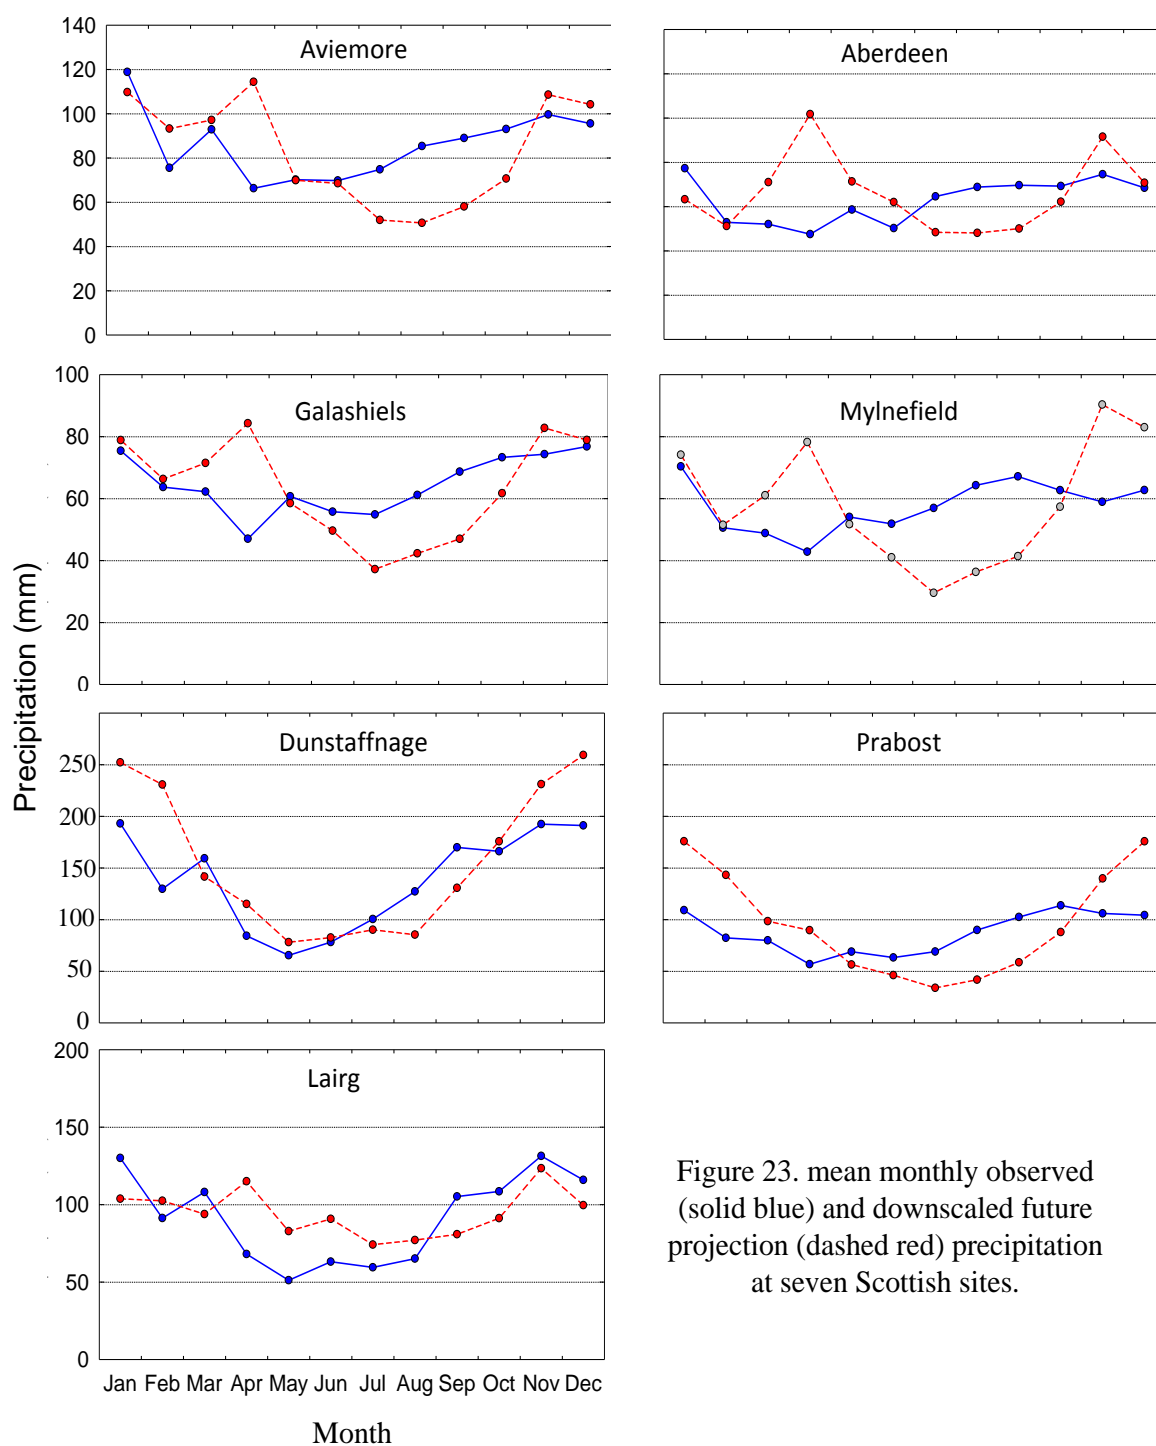 140
120
100
80
60
40
20
0
Aviemore
Aberdeen
100
80
60
40
20
0
Galashiels
Mylnefield
Precipitation (mm)
250
200
150
100
50
0
Dunstaffnage
Prabost
200
150
100
50
0
Lairg
Jan Feb Mar Apr May Jun Jul Aug Sep Oct Nov Dec
Month
Figure 23. mean monthly observed
(solid blue) and downscaled future
projection (dashed red) precipitation
at seven Scottish sites.